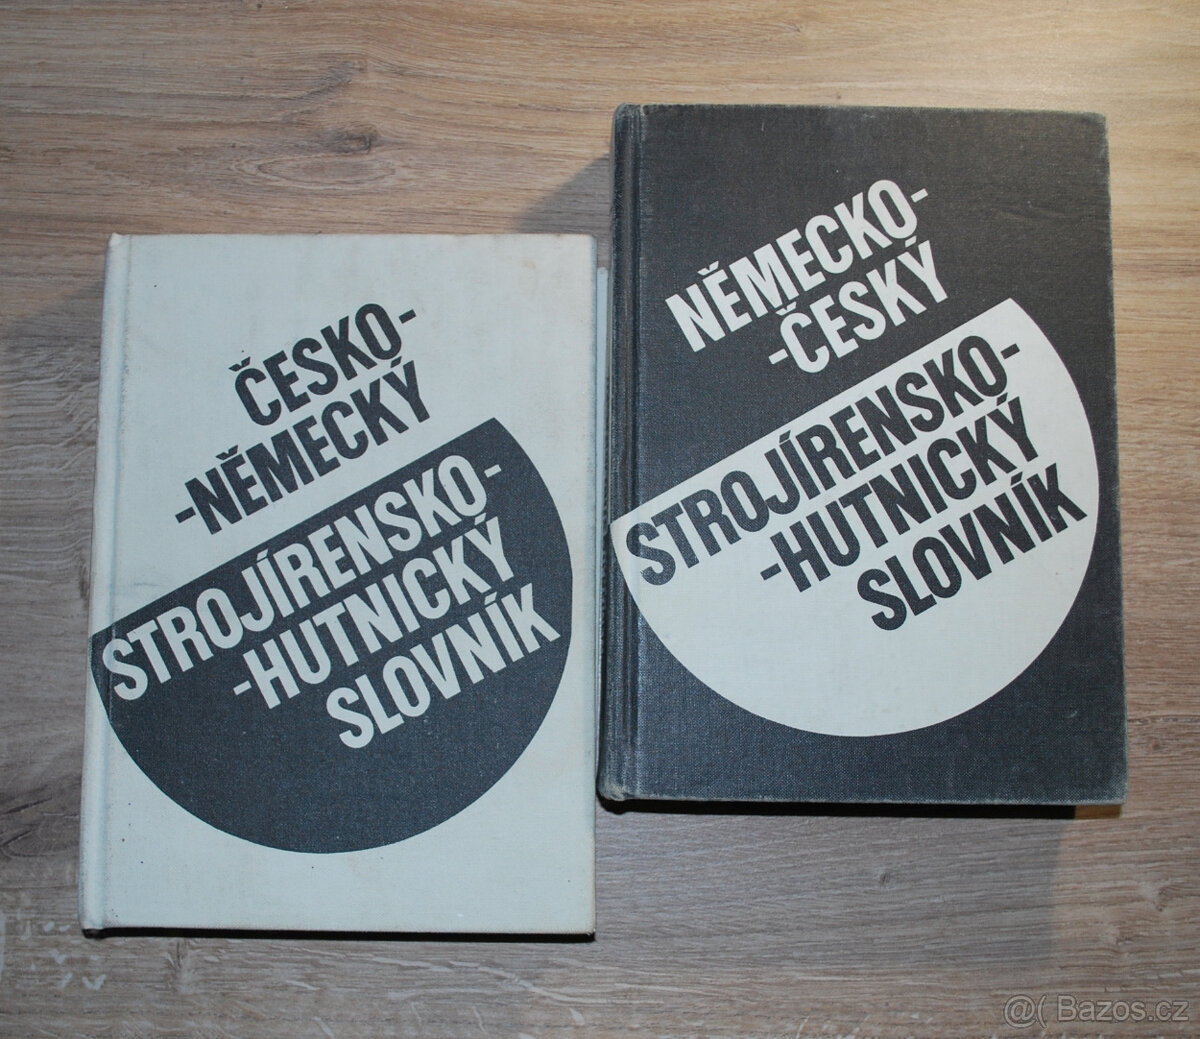 ČESKO-
-NĚMECKÝ
STROJÍRENSKO-
-HUTNICKÝ
SLOVNÍK
NĚMECKO-
-ČESKÝ
STROJÍRENSKO-
-HUTNICKÝ
SLOVNÍK
@( Bazos.cz